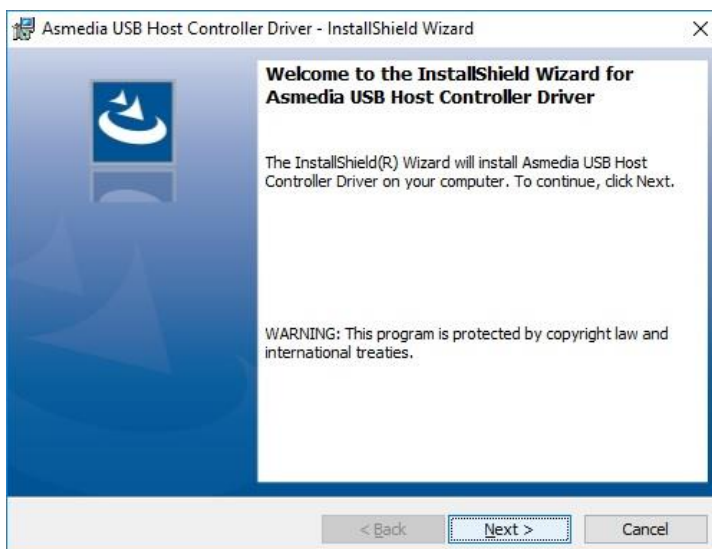 Asmedia USB Host Controller Driver - InstallShield Wizard
Welcome to the InstallShield Wizard for
Asmedia USB Host Controller Driver
The InstallShield(R) Wizard will install Asmedia USB Host
Controller Driver on your computer. To continue, click Next.
WARNING: This program is protected by copyright law and
international treaties.
< Back
Next >
Cancel